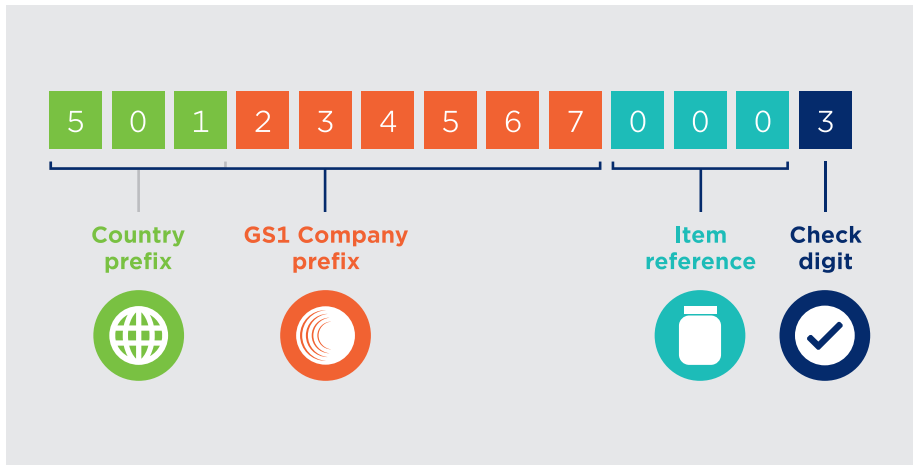 5 0 1 2 3 4 5 6 7 0 0 0 3
Country
prefix
GS1 Company
prefix
Item
reference
Check
digit